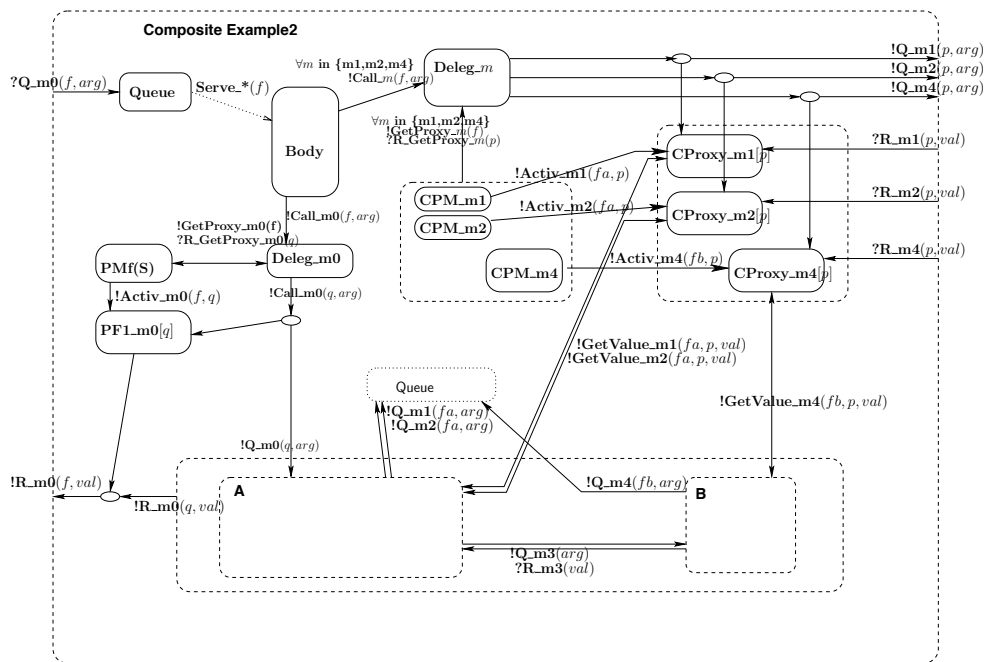 Composite Example2
?Q_m0(f, arg)
Queue
Serve_*(f)
Body
∀m in {m1,m2,m4}
!Call_m(f, arg)
Deleg_m
!Q_m1(p, arg)
!Q_m2(p, arg)
!Q_m4(p, arg)
∀m in {m1,m2,m4}
!GetProxy_m(f)
?R_GetProxy_m(p)
CProxy_m1[p]
?R_m1(p, val)
!Activ_m1(fa, p)
CPM_m1
CPM_m2
!Activ_m2(fa, p)
CProxy_m2[p]
?R_m2(p, val)
!Call_m0(f, arg)
!GetProxy_m0(f)
?R_GetProxy_m0(q)
PMf(S)
Deleg_m0
CPM_m4
!Activ_m4(fb, p)
CProxy_m4[p]
?R_m4(p, val)
!Activ_m0(f, q)
!Call_m0(q, arg)
PF1_m0[q]
!GetValue_m1(fa, p, val)
!GetValue_m2(fa, p, val)
Queue
!Q_m1(fa, arg)
!Q_m2(fa, arg)
!GetValue_m4(fb, p, val)
!Q_m0(q, arg)
!R_m0(f, val)
!R_m0(q, val)
A
!Q_m4(fb, arg)
B
!Q_m3(arg)
?R_m3(val)